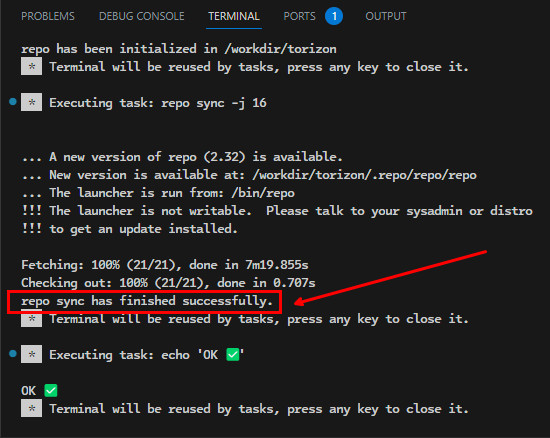 PROBLEMS DEBUG CONSOLE TERMINAL PORTS 1 OUTPUT
repo has been initialized in /workdir/torizon
* Terminal will be reused by tasks, press any key to close it.
* Executing task: repo sync -j 16
... A new version of repo (2.32) is available.
... New version is available at: /workdir/torizon/.repo/repo/repo
... The launcher is run from: /bin/repo
!!! The launcher is not writable.  Please talk to your sysadmin or distro
!!! to get an update installed.
Fetching: 100% (21/21), done in 7m19.855s
Checking out: 100% (21/21), done in 0.707s
repo sync has finished successfully.
* Terminal will be reused by tasks, press any key to close it.
* Executing task: echo 'OK ✅'
OK ✅
* Terminal will be reused by tasks, press any key to close it.